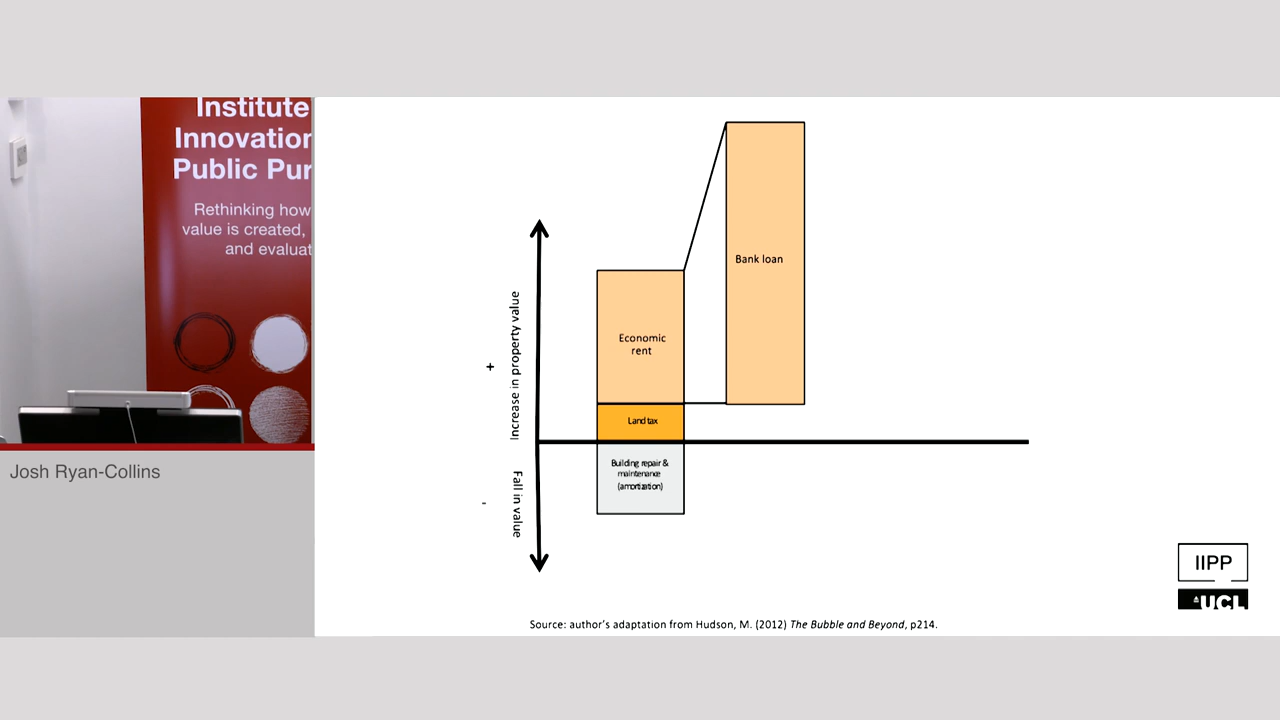 Institute
Innovation
Public Pur
Rethinking how
value is created,
and evaluat
Josh Ryan-Collins
+
Increase in property value
-
Fall in value
Economic
rent
Land tax
Building repair &
maintenance
(amortization)
Bank loan
IIPP
UCL
Source: author's adaptation from Hudson, M. (2012) The Bubble and Beyond, p214.